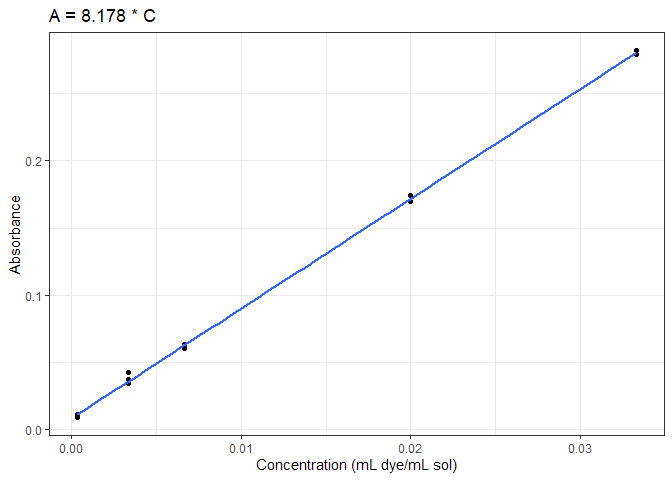 A = 8.178 * C
0.2
0.1
0.0
Absorbance
0.00
0.01
0.02
0.03
Concentration (mL dye/mL sol)